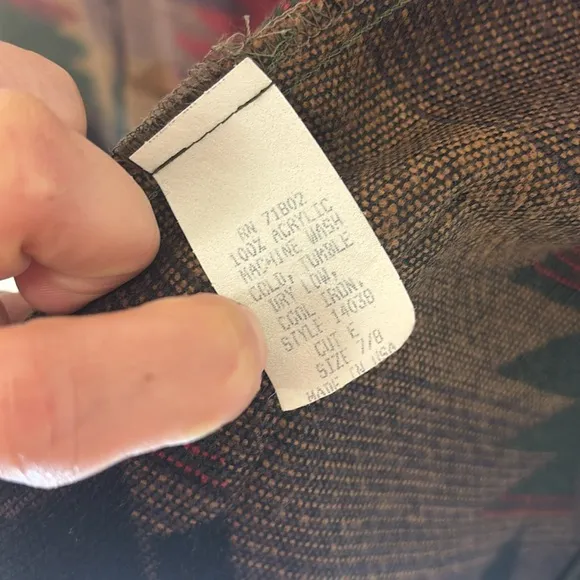 RN 71802
100% ACRYLIC
MACHINE WASH
COLD, TUMBLE
DRY LOW,
COOL IRON,
STYLE 14038
CUT E
SIZE 7/8
MADE IN USA